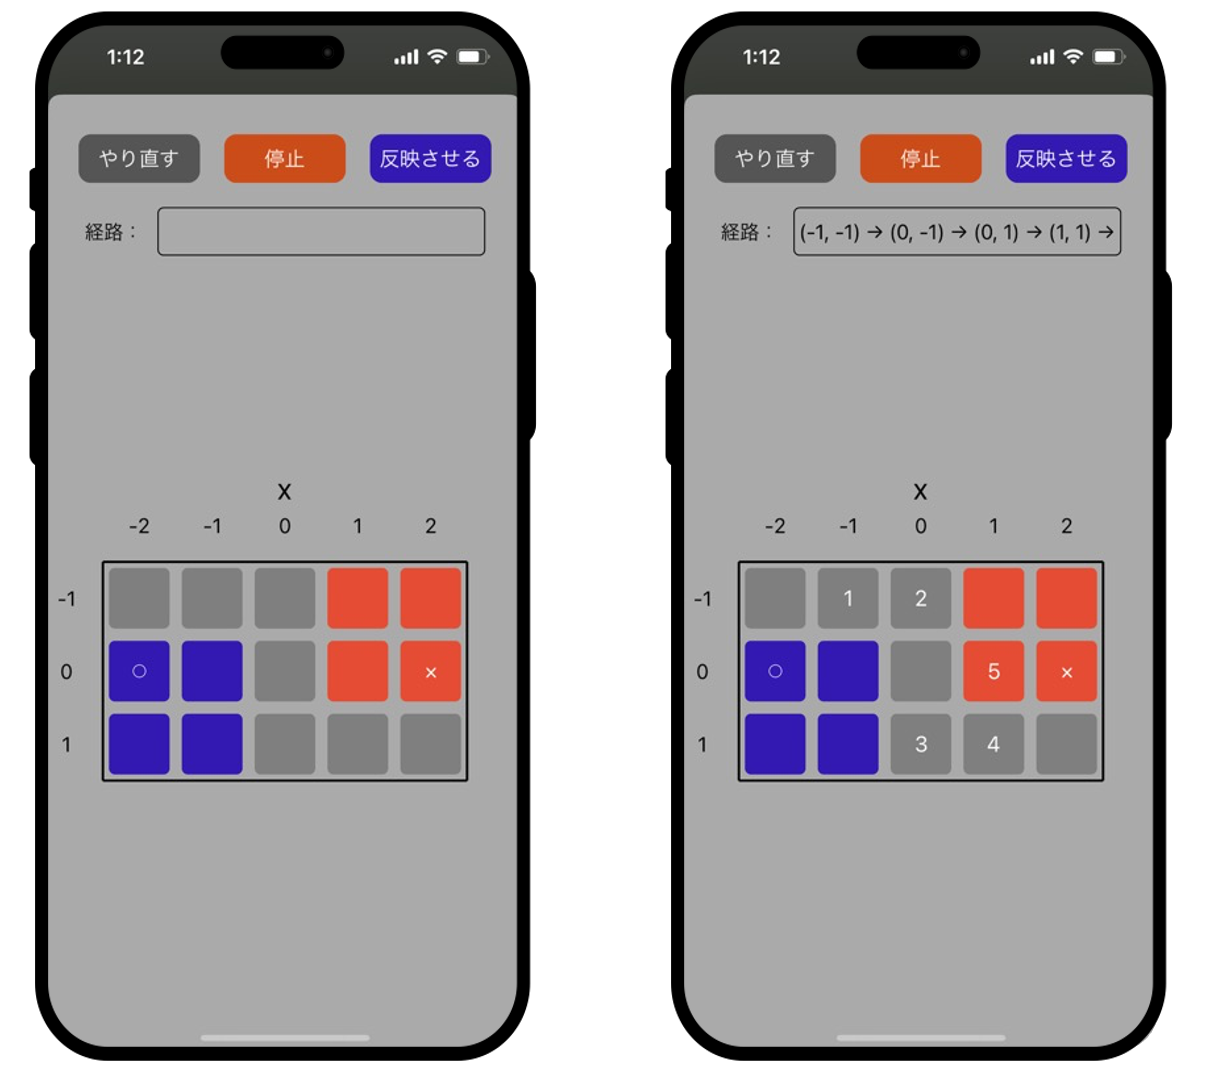 1:12
やり直す 停止 反映させる
経路：
X
-2 -1 0 1 2
-1
0 ○ ×
1
1:12
やり直す 停止 反映させる
経路： (-1, -1) → (0, -1) → (0, 1) → (1, 1) →
X
-2 -1 0 1 2
-1 1 2
0 ○ 5 ×
1 3 4